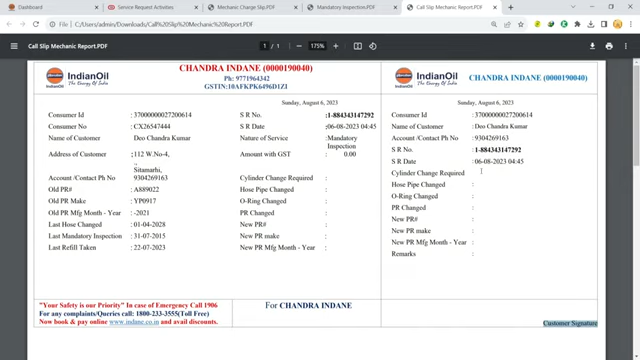 Dashboard
Service Request Activities
Mechanic Charge Slip.PDF
Mandatory Inspection.PDF
Call Slip Mechanic Report.PDF
File
C:/Users/admin/Downloads/Call%20Slip%20Mechanic%20Report.PDF
Call Slip Mechanic Report.PDF
1 / 1
175%
IndianOil
The Energy Of India
CHANDRA INDANE (0000190040)
Ph: 9771964342
GSTIN:10AFKPK6496D1ZI
Sunday, August 6, 2023
Consumer Id : 37000000027206614
S R No. :1-884343147292
Consumer No : CX26547444
S R Date :06-08-2023 04:45
Name of Customer : Deo Chandra Kumar
Nature of Service :Mandatory Inspection
Address of Customer :112 W.No-4,
.,
Sitamarhi,
Amount with GST : 0.00
Account/Contact Ph No : 9304269163
Cylinder Change Required :
Old PR# : A889022
Hose Pipe Changed :
Old PR Make : YP0917
O-Ring Changed :
Old PR Mfg Month - Year : -2021
PR Changed :
Last Hose Changed : 01-04-2028
New PR# :
Last Mandatory Inspection : 31-07-2015
New PR make :
Last Refill Taken : 22-07-2023
New PR Mfg Month - Year :
"Your Safety is our Priority" In case of Emergency Call 1906
For any complaints/Queries call: 1800-233-3555(Toll Free)
Now book & pay online www.indane.co.in and avail discounts.
For CHANDRA INDANE
IndianOil
The Energy Of India
CHANDRA INDANE (0000190040)
Sunday, August 6, 2023
Consumer Id : 37000000027206614
Name of Customer : Deo Chandra Kumar
Account/Contact Ph No : 9304269163
S R No. : 1-884343147292
S R Date : 06-08-2023 04:45
Cylinder Change Required :
Hose Pipe Changed :
O-Ring Changed :
PR Changed :
New PR# :
New PR make :
New PR Mfg Month - Year :
Remarks :
Customer Signature